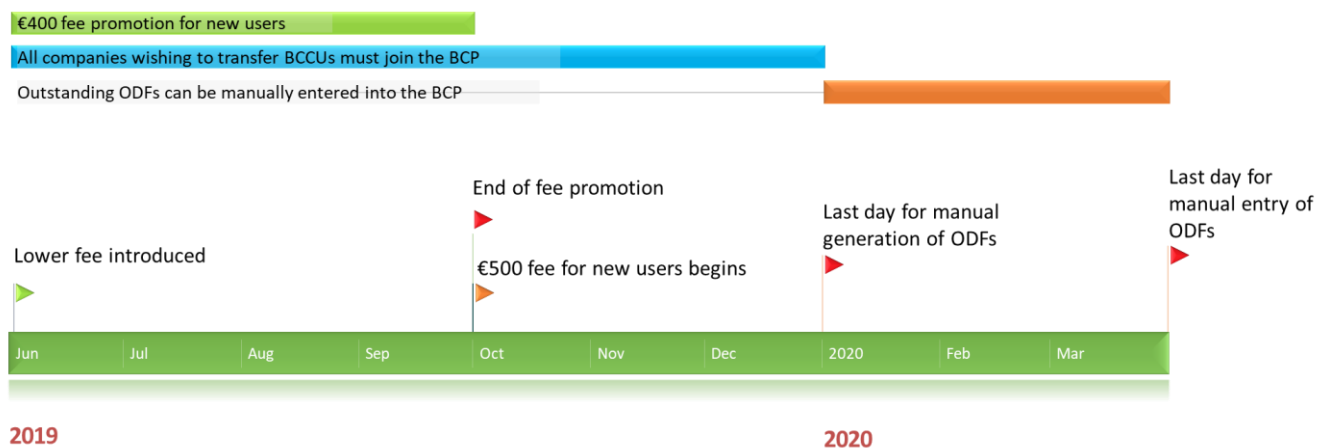 €400 fee promotion for new users
All companies wishing to transfer BCCUs must join the BCP
Outstanding ODFs can be manually entered into the BCP
Last day for
manual entry of
ODFs
End of fee promotion
Last day for manual
generation of ODFs
Lower fee introduced
€500 fee for new users begins
Jun Jul Aug Sep Oct Nov Dec 2020 Feb Mar
2019 2020